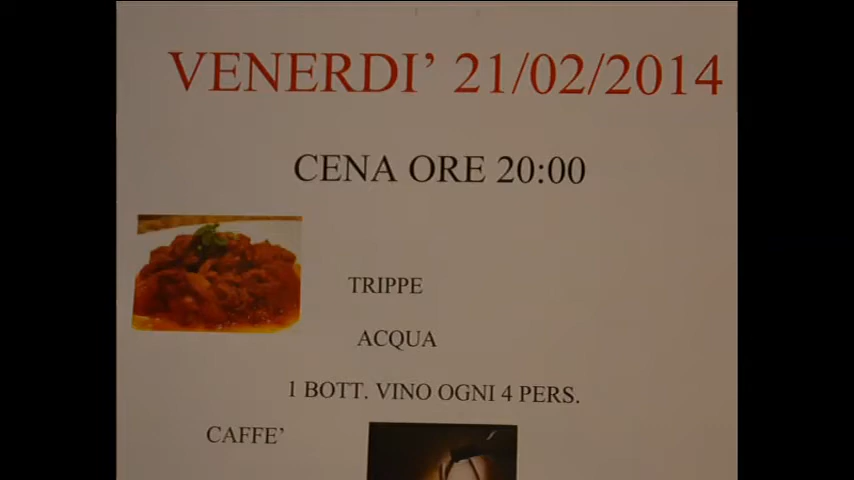 VENERDI’ 21/02/2014
CENA ORE 20:00
TRIPPE
ACQUA
1 BOTT. VINO OGNI 4 PERS.
CAFFE’